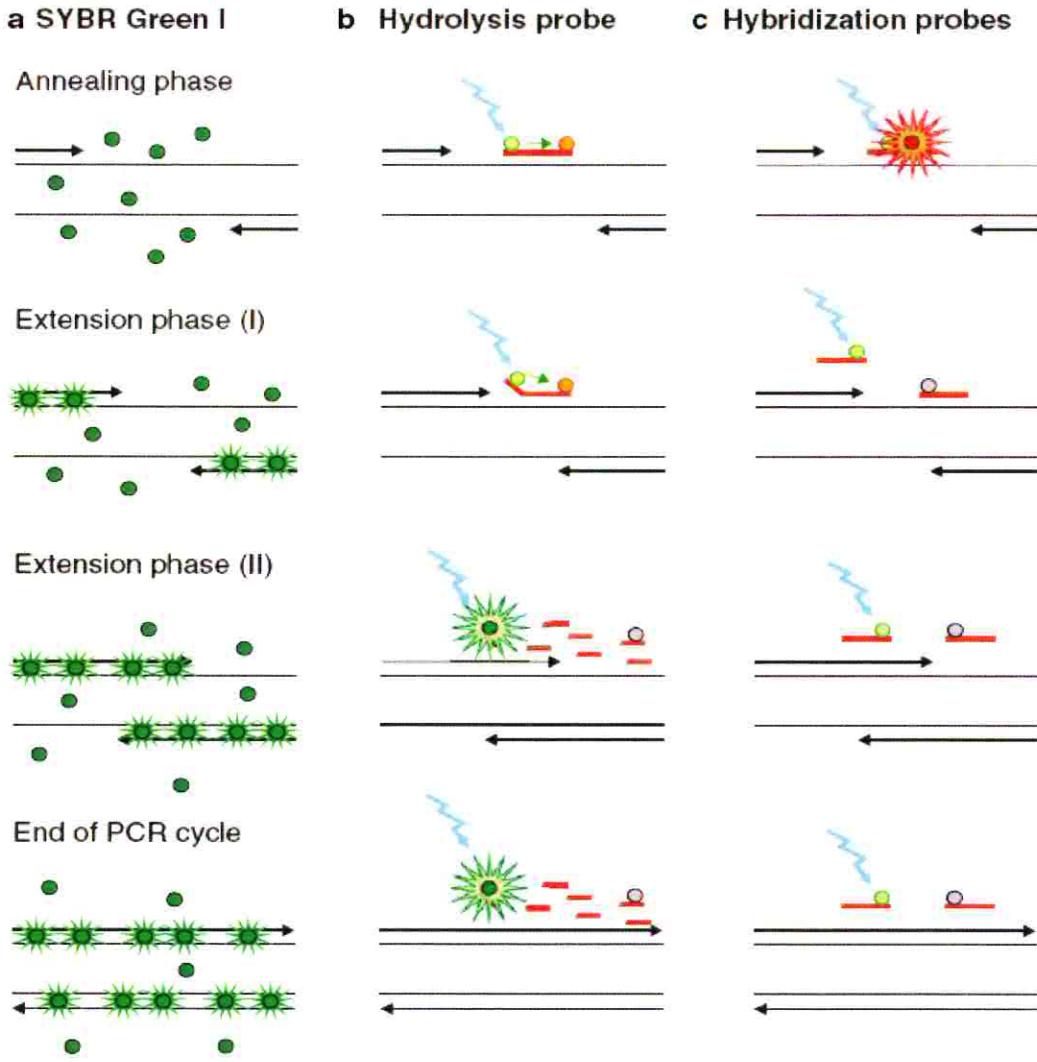 a SYBR Green I
b Hydrolysis probe
c Hybridization probes
Annealing phase
Extension phase (I)
Extension phase (II)
End of PCR cycle